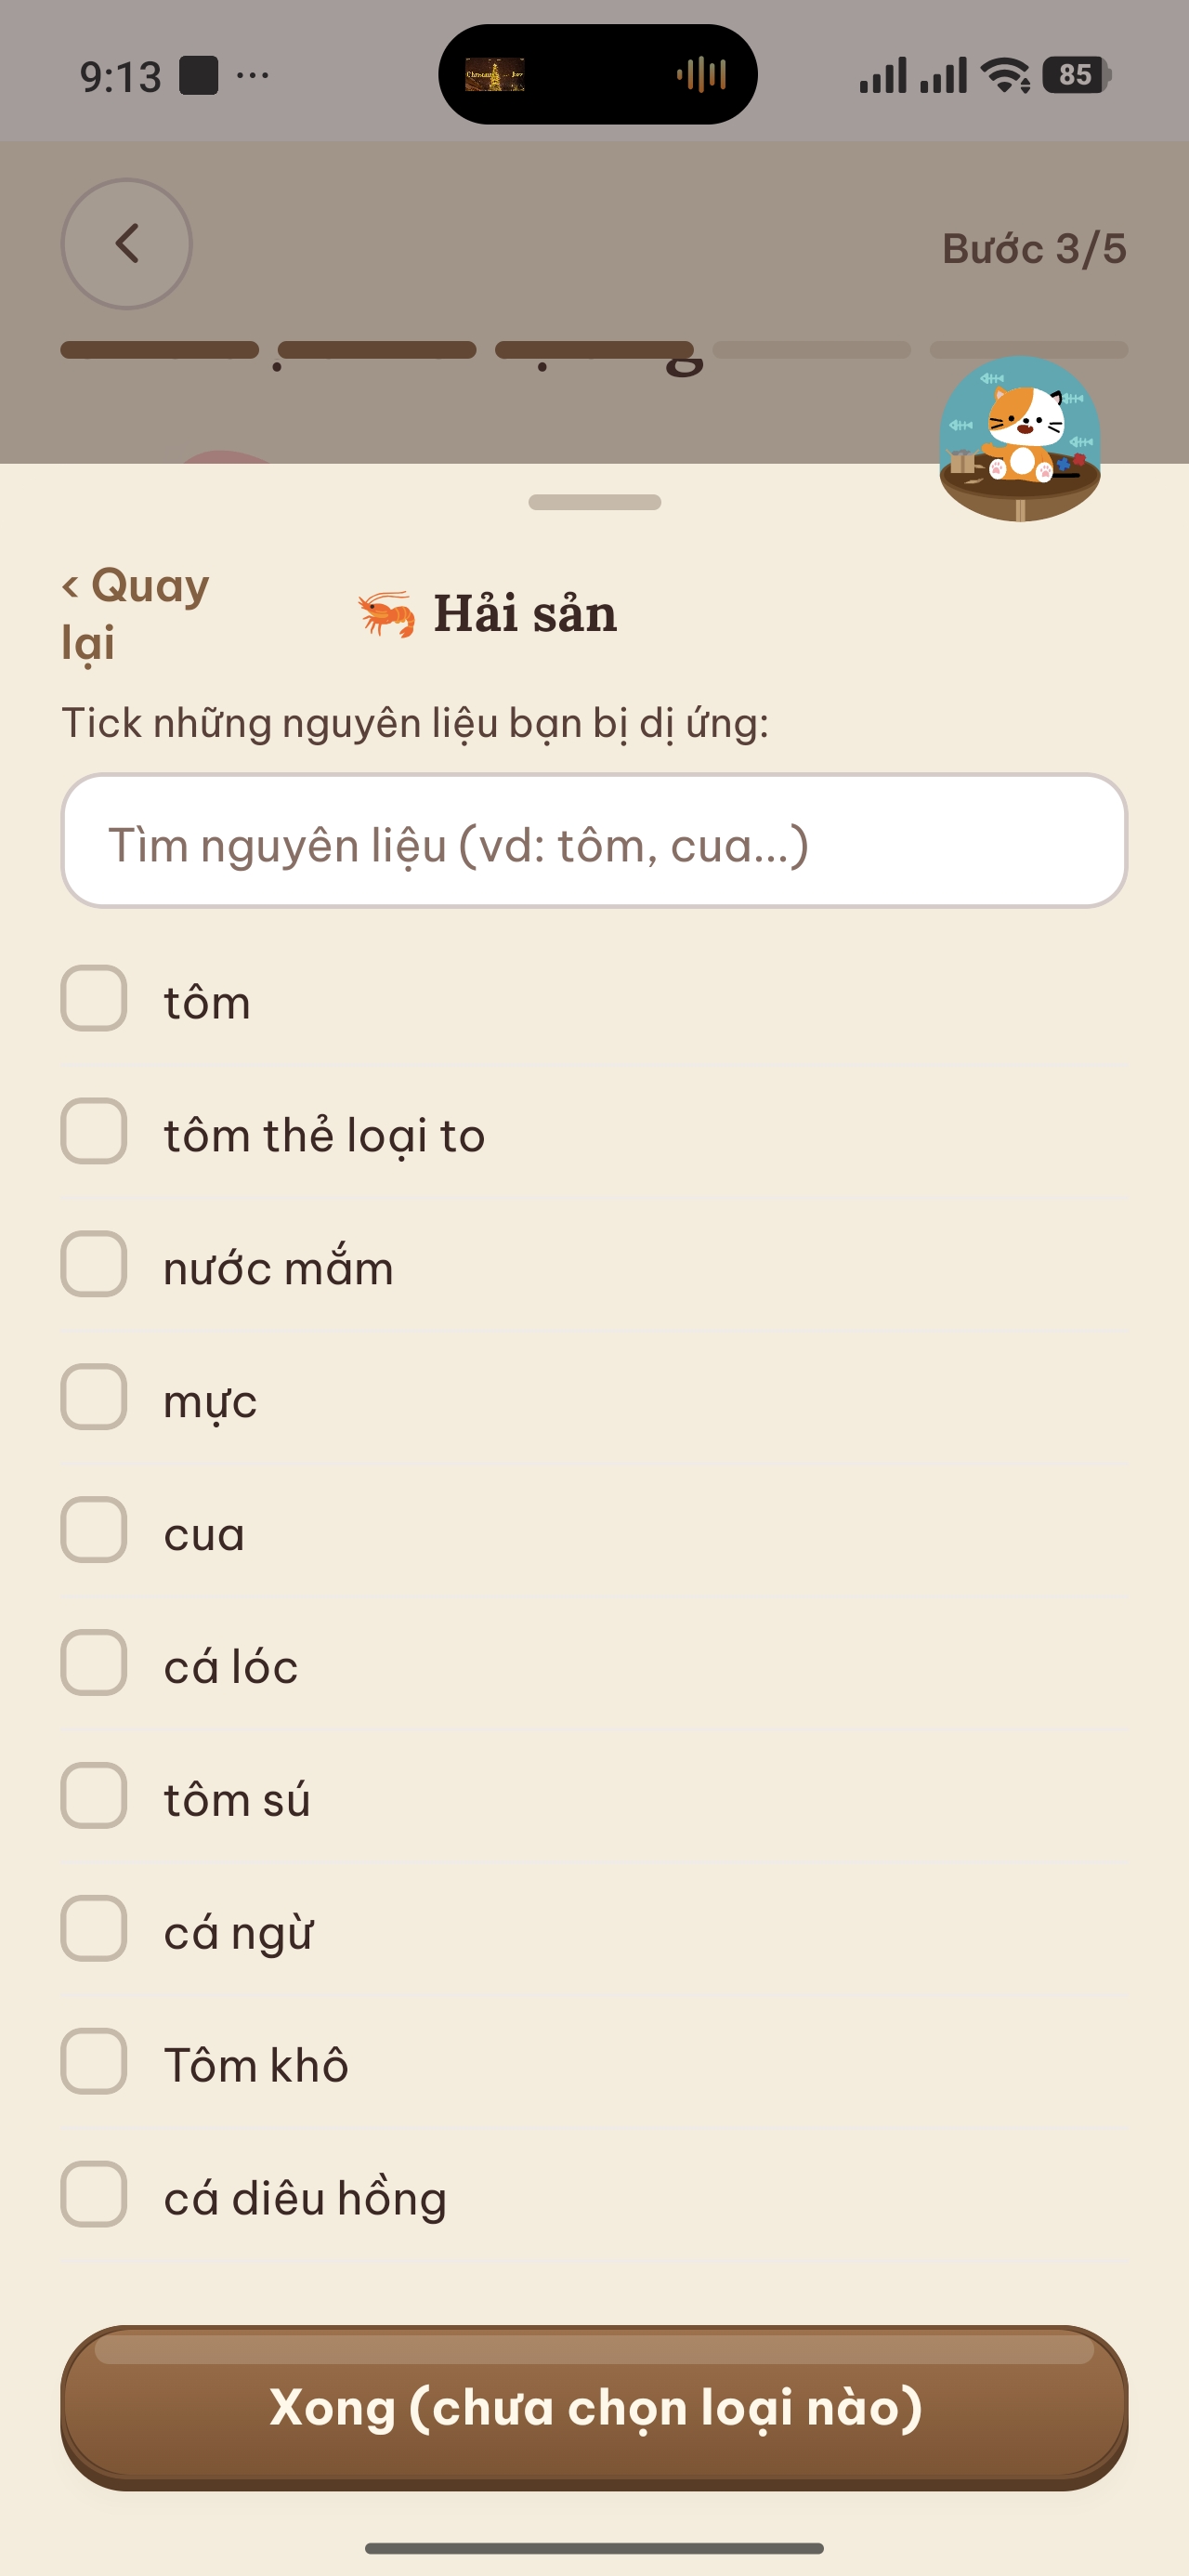 9:13 ...
85
Bước 3/5
< Quay
lại
🦐 Hải sản
Tick những nguyên liệu bạn bị dị ứng:
Tìm nguyên liệu (vd: tôm, cua...)
tôm
tôm thẻ loại to
nước mắm
mực
cua
cá lóc
tôm sú
cá ngừ
Tôm khô
cá diêu hồng
Xong (chưa chọn loại nào)